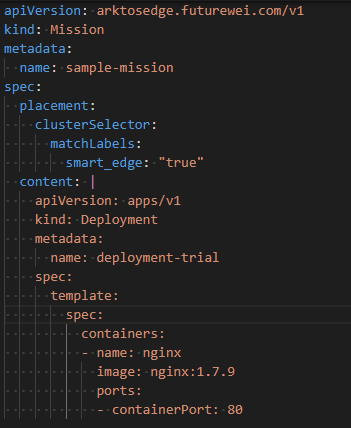 apiVersion: arktosedge.futurewei.com/v1
kind: Mission
metadata:
  name: sample-mission
spec:
  placement:
    clusterSelector:
      matchLabels:
        smart_edge: "true"
  content: |
    apiVersion: apps/v1
    kind: Deployment
    metadata:
      name: deployment-trial
    spec:
      template:
        spec:
          containers:
          - name: nginx
            image: nginx:1.7.9
            ports:
            - containerPort: 80